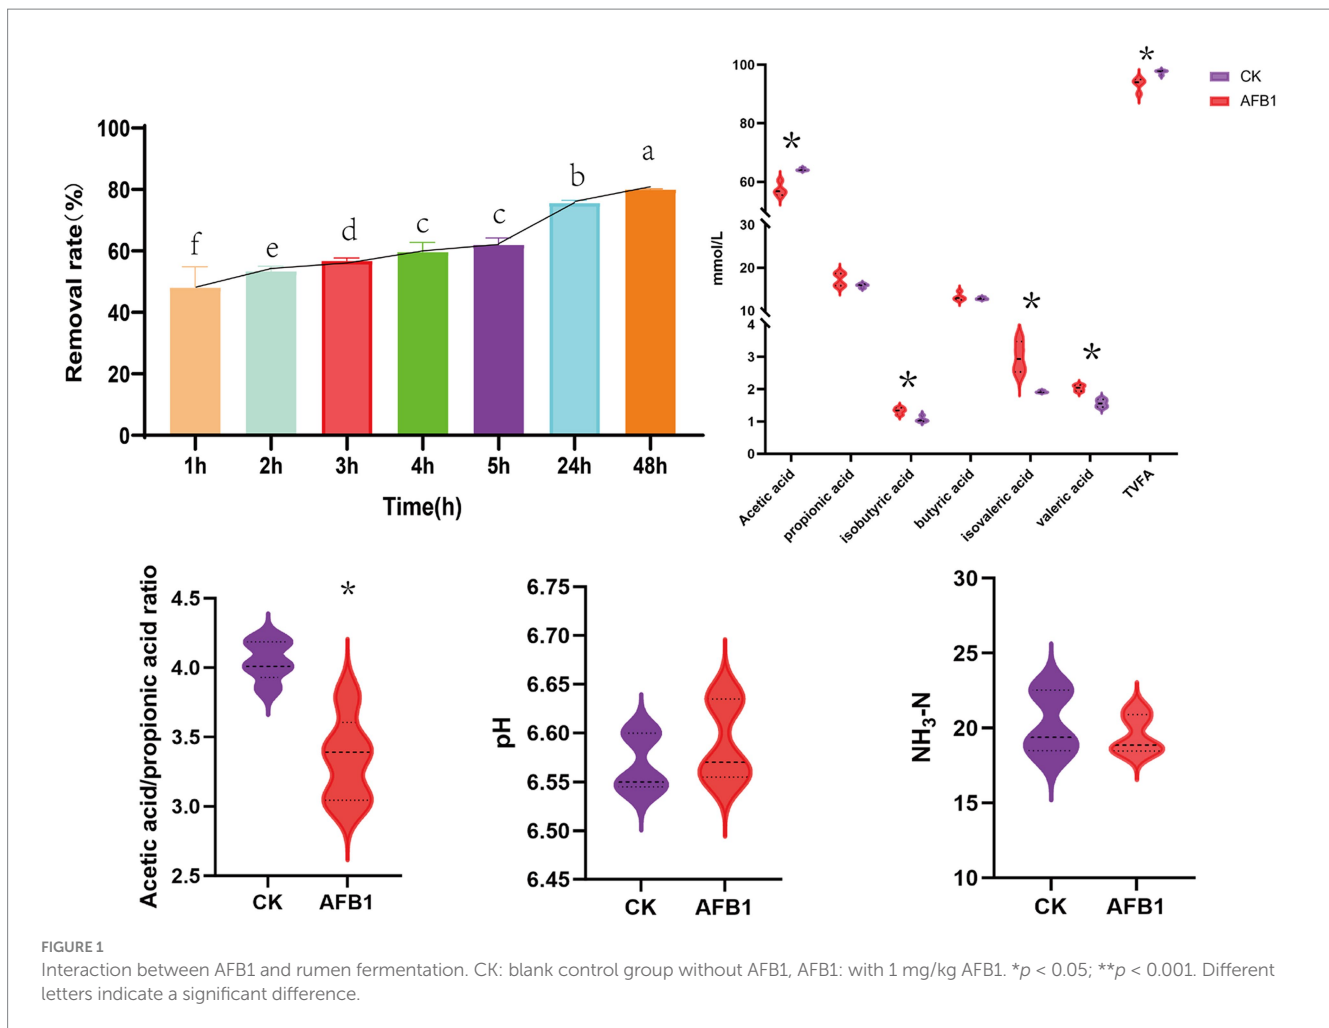 100
80
60
40
20
0
Removal rate(%)
f
e
d
c
c
b
a
1h
2h
3h
4h
5h
24h
48h
Time(h)
100
80
60
30
20
10
4
3
2
1
0
mmol/L
*
*
*
*
*
CK
AFB1
Acetic acid
propionic acid
isobutyric acid
butyric acid
isovaleric acid
valeric acid
TVFA
Acetic acid/propionic acid ratio
4.5
4.0
3.5
3.0
2.5
*
CK
AFB1
pH
6.75
6.70
6.65
6.60
6.55
6.50
6.45
CK
AFB1
NH₃-N
30
25
20
15
10
CK
AFB1
FIGURE 1
Interaction between AFB1 and rumen fermentation. CK: blank control group without AFB1, AFB1: with 1 mg/kg AFB1. *p < 0.05; **p < 0.001. Different
letters indicate a significant difference.